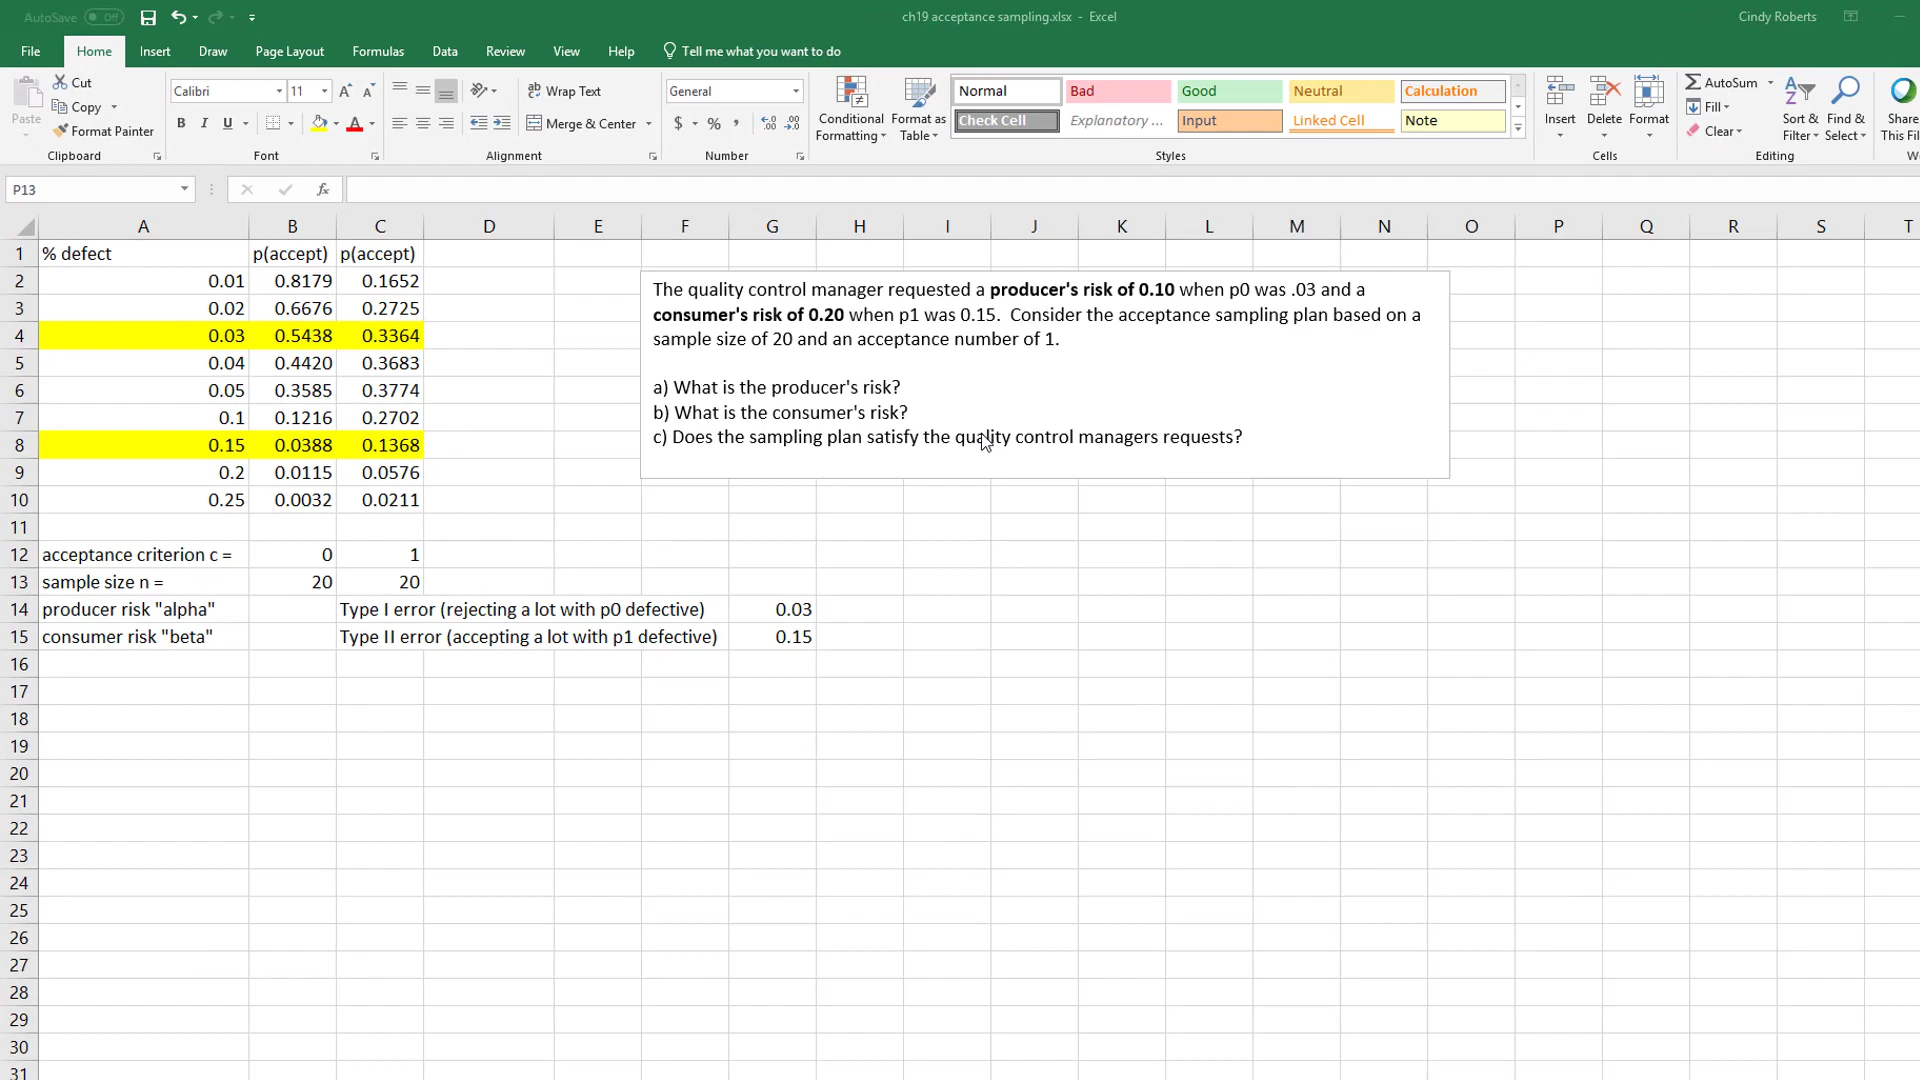 AutoSave Off
ch19 acceptance sampling.xlsx - Excel
Cindy Roberts
File Home Insert Draw Page Layout Formulas Data Review View Help Tell me what you want to do
Paste
Cut
Copy
Format Painter
Clipboard
Calibri 11
B I U
Font
Wrap Text
Merge & Center
Alignment
General
$ % ,
Number
Conditional Formatting
Format as Table
Normal Bad Good Neutral Calculation
Check Cell Explanatory ... Input Linked Cell Note
Styles
Insert Delete Format
Cells
AutoSum
Fill
Clear
Sort & Filter
Find & Select
Editing
Share
This Fi
P13
fx
A B C D E F G H I J K L M N O P Q R S T
1 % defect p(accept) p(accept)
2 0.01 0.8179 0.1652
3 0.02 0.6676 0.2725
4 0.03 0.5438 0.3364
5 0.04 0.4420 0.3683
6 0.05 0.3585 0.3774
7 0.1 0.1216 0.2702
8 0.15 0.0388 0.1368
9 0.2 0.0115 0.0576
10 0.25 0.0032 0.0211
11
12 acceptance criterion c = 0 1
13 sample size n = 20 20
14 producer risk "alpha" Type I error (rejecting a lot with p0 defective) 0.03
15 consumer risk "beta" Type II error (accepting a lot with p1 defective) 0.15
16
17
18
19
20
21
22
23
24
25
26
27
28
29
30
31
The quality control manager requested a producer's risk of 0.10 when p0 was .03 and a
consumer's risk of 0.20 when p1 was 0.15. Consider the acceptance sampling plan based on a
sample size of 20 and an acceptance number of 1.
a) What is the producer's risk?
b) What is the consumer's risk?
c) Does the sampling plan satisfy the quality control managers requests?